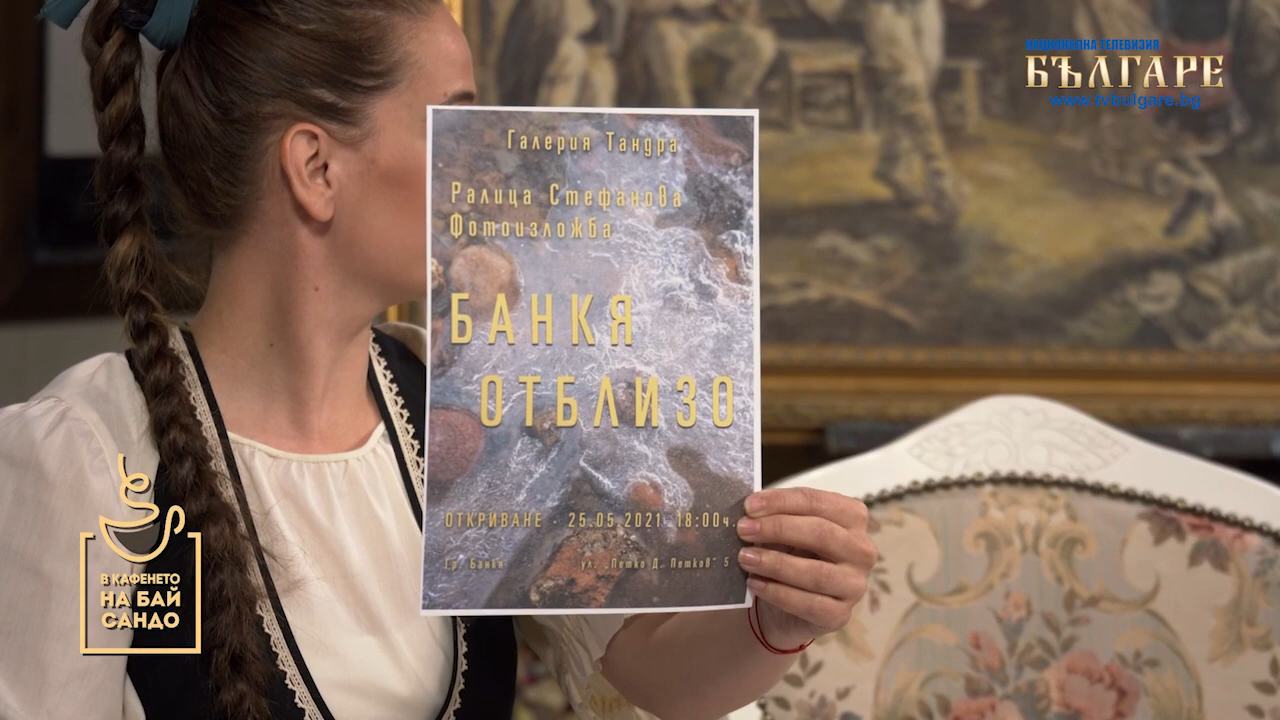 НАЦИОНАЛНА ТЕЛЕВИЗИЯ
БЪЛГАРЕ
www.tvbulgare.bg
Галерия Тандра
Ралица Стефанова
Фотоизложба
БАНКЯ
ОТБЛИЗО
ОТКРИВАНЕ - 25.05.2021 18:00ч.
Гр. Банкя ул. „Петко Д. Петков" 5
В КАФЕНЕТО
НА БАЙ
САНДО